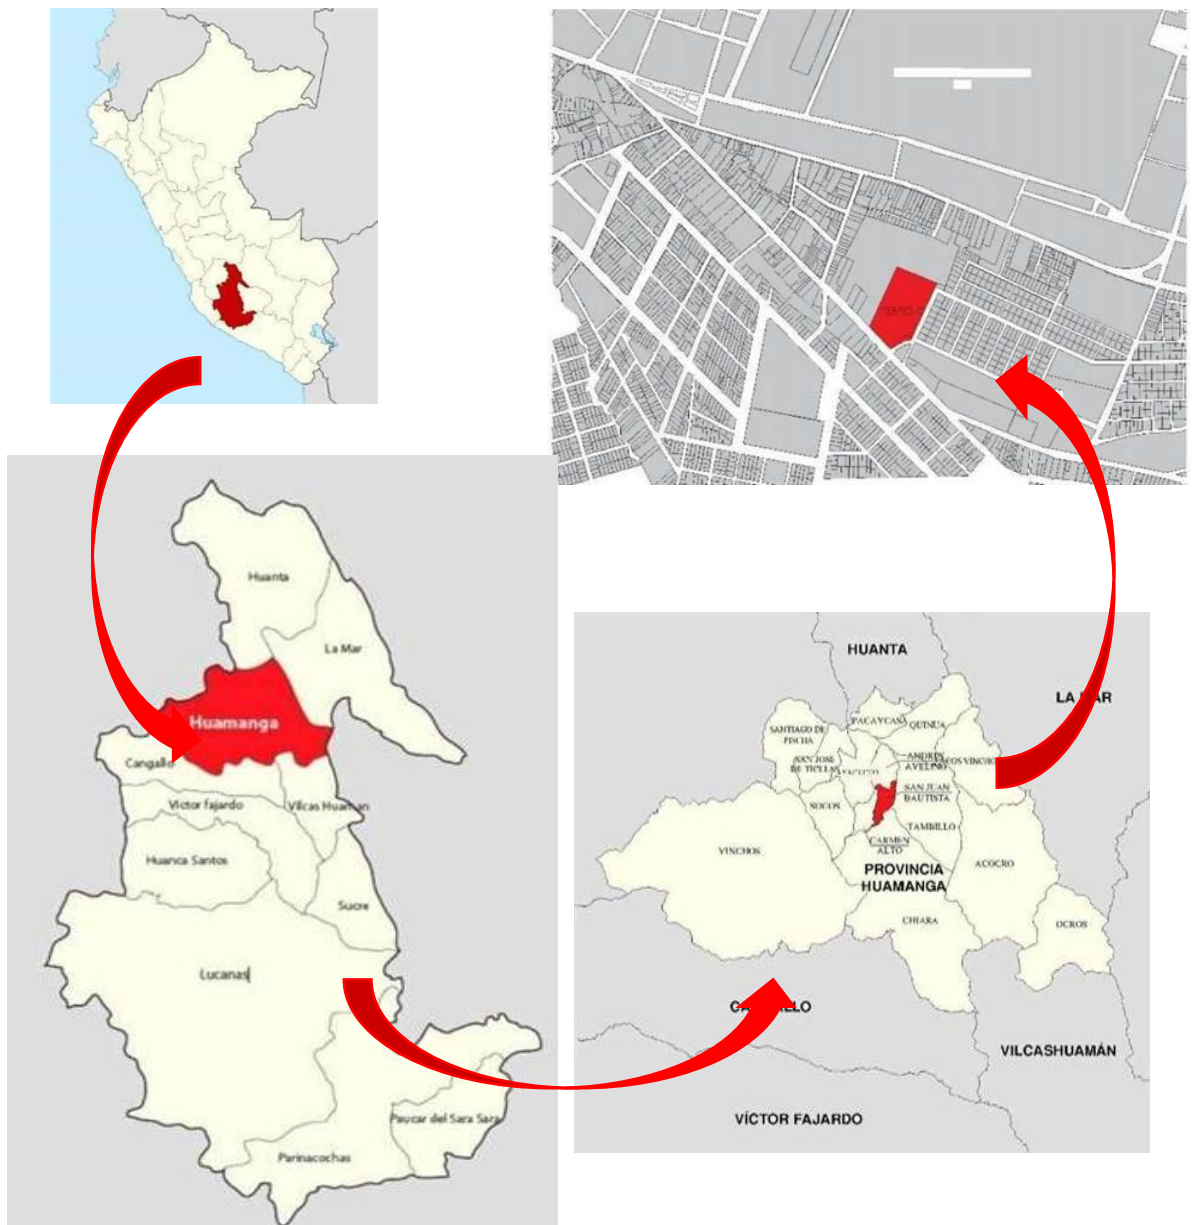 Huanta
La Mar
Huamanga
Cangallo
Víctor fajardo
Vilcas Huaman
Huanca Santos
Sucre
Lucanas
Paucar del Sara Sara
Parinacochas
HUANTA
LA MAR
PACAYCASA
QUINUA
SANTIAGO DE
PISCHA
SAN JOSE
DE TICLLAS
ANDRES
AVELINO
SAN JUAN
BAUTISTA
SOCOS
TAMBILLO
VINCHOS
CARMEN
ALTO
ACOCRO
PROVINCIA
HUAMANGA
CHIARA
OCROS
VILCASHUAMÁN
VÍCTOR FAJARDO